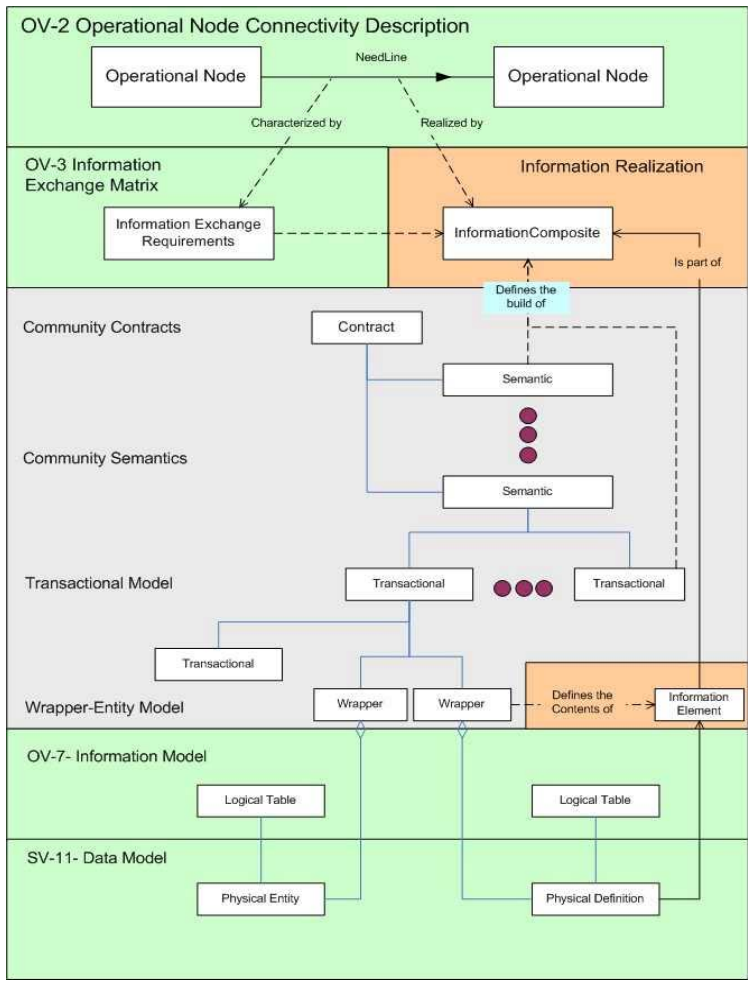 OV-2 Operational Node Connectivity Description
NeedLine
Operational Node
Operational Node
Characterized by
Realized by
OV-3 Information
Exchange Matrix
Information Realization
Information Exchange
Requirements
InformationComposite
Is part of
Defines the
build of
Community Contracts
Contract
Semantic
Community Semantics
Semantic
Transactional Model
Transactional
Transactional
Transactional
Wrapper-Entity Model
Wrapper
Wrapper
Defines the
Contents of
Information
Element
OV-7- Information Model
Logical Table
Logical Table
SV-11- Data Model
Physical Entity
Physical Definition